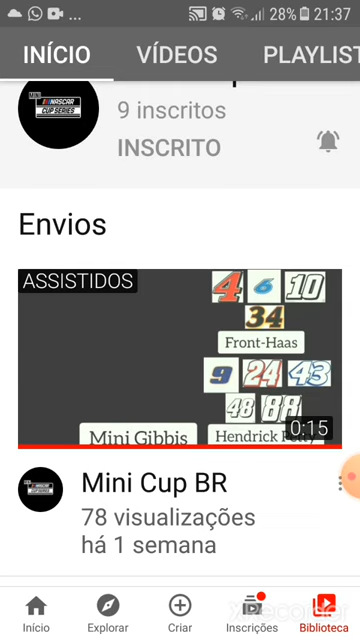 28% 21:37
INÍCIO VÍDEOS PLAYLIST
MINI
NASCAR
CUP SERIES
9 inscritos
INSCRITO
Envios
ASSISTIDOS
4 6 10
34
Front-Haas
9 24 43
48 88
0:15
Mini Gibbis
Hendrick Petty
Mini Cup BR
78 visualizações
há 1 semana
Início Explorar Criar Inscrições Biblioteca